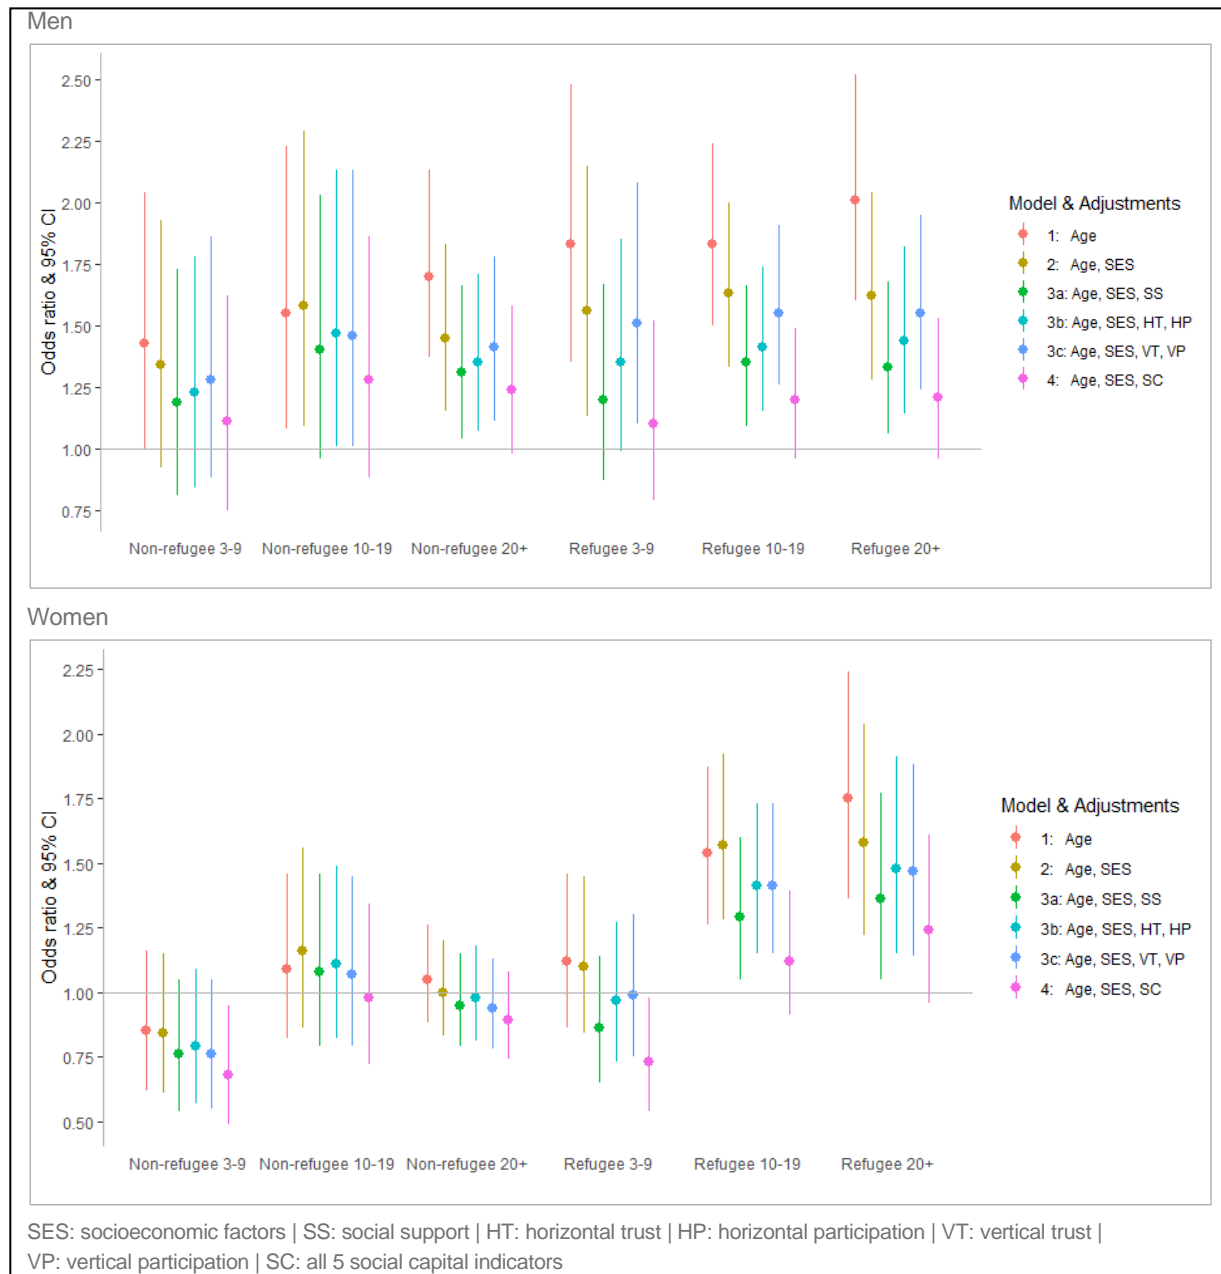 Men
2.50
2.25
2.00
1.75
1.50
1.25
1.00
0.75
Odds ratio & 95% CI
Non-refugee 3-9 Non-refugee 10-19 Non-refugee 20+ Refugee 3-9 Refugee 10-19 Refugee 20+
Model & Adjustments
1: Age
2: Age, SES
3a: Age, SES, SS
3b: Age, SES, HT, HP
3c: Age, SES, VT, VP
4: Age, SES, SC
Women
2.25
2.00
1.75
1.50
1.25
1.00
0.75
0.50
Odds ratio & 95% CI
Non-refugee 3-9 Non-refugee 10-19 Non-refugee 20+ Refugee 3-9 Refugee 10-19 Refugee 20+
Model & Adjustments
1: Age
2: Age, SES
3a: Age, SES, SS
3b: Age, SES, HT, HP
3c: Age, SES, VT, VP
4: Age, SES, SC
SES: socioeconomic factors | SS: social support | HT: horizontal trust | HP: horizontal participation | VT: vertical trust |
VP: vertical participation | SC: all 5 social capital indicators